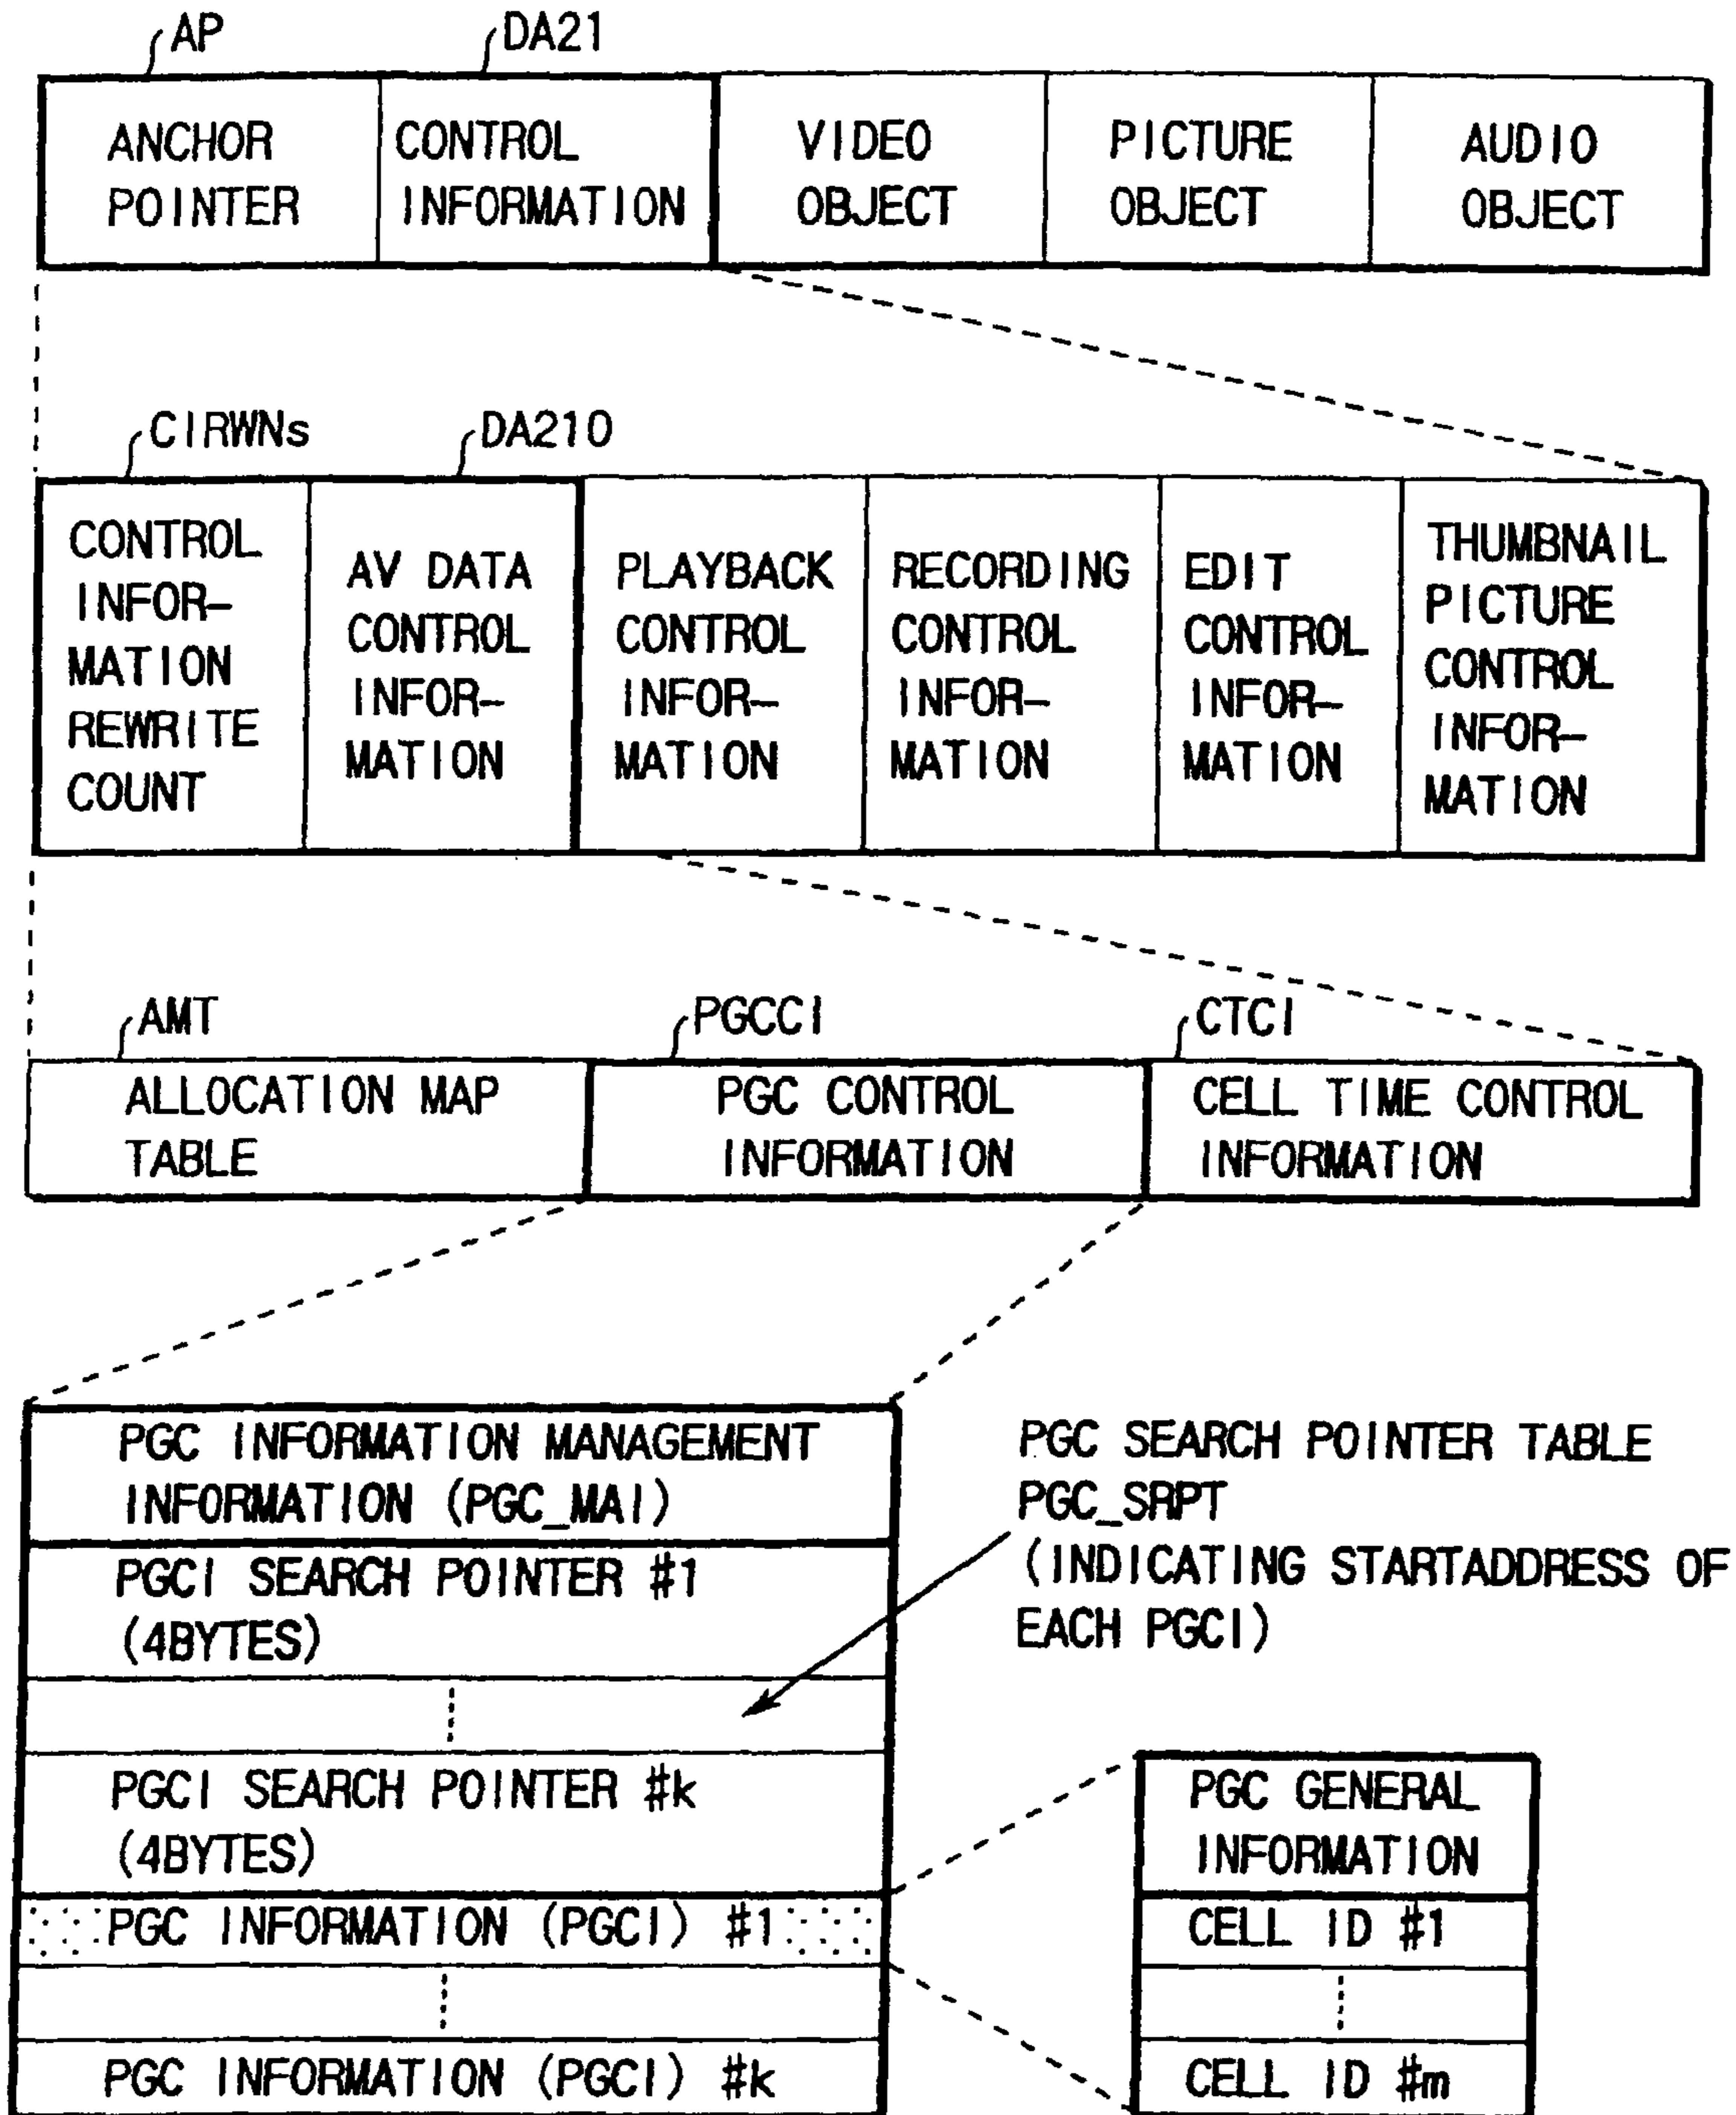 AP
DA21
ANCHOR
POINTER
CONTROL
INFORMATION
VIDEO
OBJECT
PICTURE
OBJECT
AUDIO
OBJECT
CIRWNs
DA210
CONTROL
INFOR-
MATION
REWRITE
COUNT
AV DATA
CONTROL
INFOR-
MATION
PLAYBACK
CONTROL
INFOR-
MATION
RECORDING
CONTROL
INFOR-
MATION
EDIT
CONTROL
INFOR-
MATION
THUMBNAIL
PICTURE
CONTROL
INFOR-
MATION
AMT
PGCCI
CTCI
ALLOCATION MAP
TABLE
PGC CONTROL
INFORMATION
CELL TIME CONTROL
INFORMATION
PGC INFORMATION MANAGEMENT
INFORMATION (PGC_MAI)
PGCI SEARCH POINTER #1
(4BYTES)
PGCI SEARCH POINTER #k
(4BYTES)
PGC INFORMATION (PGCI) #1
PGC INFORMATION (PGCI) #k
PGC SEARCH POINTER TABLE
PGC_SRPT
(INDICATING STARTADDRESS OF
EACH PGCI)
PGC GENERAL
INFORMATION
CELL ID #1
CELL ID #m